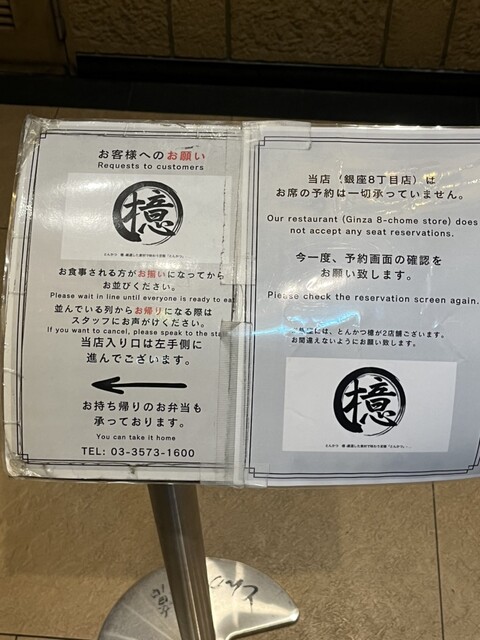 お客様へのお願い
Requests to customers
檍
お食事される方がお揃いになってから
お並びください。
Please wait in line until everyone is ready to eat
並んでいる列からお帰りになる際は
スタッフにお声がけください。
If you want to cancel, please speak to the staff
当店入り口は左手側に
進んでございます。
お持ち帰りのお弁当も
承っております。
You can take it home
TEL: 03-3573-1600
当店（銀座8丁目店）は
お席の予約は一切承っていません。
Our restaurant (Ginza 8-chome store) does
not accept any seat reservations.
今一度、予約画面の確認を
お願い致します。
Please check the reservation screen again.
には、とんかつ檍が2店舗ございます。
お間違えないようにお願い致します。
檍